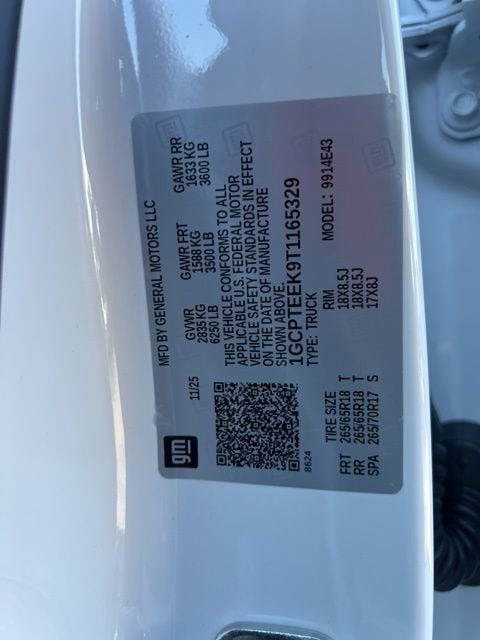 MFD BY GENERAL MOTORS LLC
gm
11/25
GVWR GAWR FRT GAWR RR
2835 KG 1588 KG 1633 KG
6250 LB 3500 LB 3600 LB
THIS VEHICLE CONFORMS TO ALL
APPLICABLE U.S. FEDERAL MOTOR
VEHICLE SAFETY STANDARDS IN EFFECT
ON THE DATE OF MANUFACTURE
SHOWN ABOVE.
1GCPTEEK9T1165329
TYPE: TRUCK
8624
MODEL: 9914E43
TIRE SIZE RIM
FRT 265/65R18 T 18X8.5J
RR 265/65R18 T 18X8.5J
SPA 265/70R17 S 17X8J